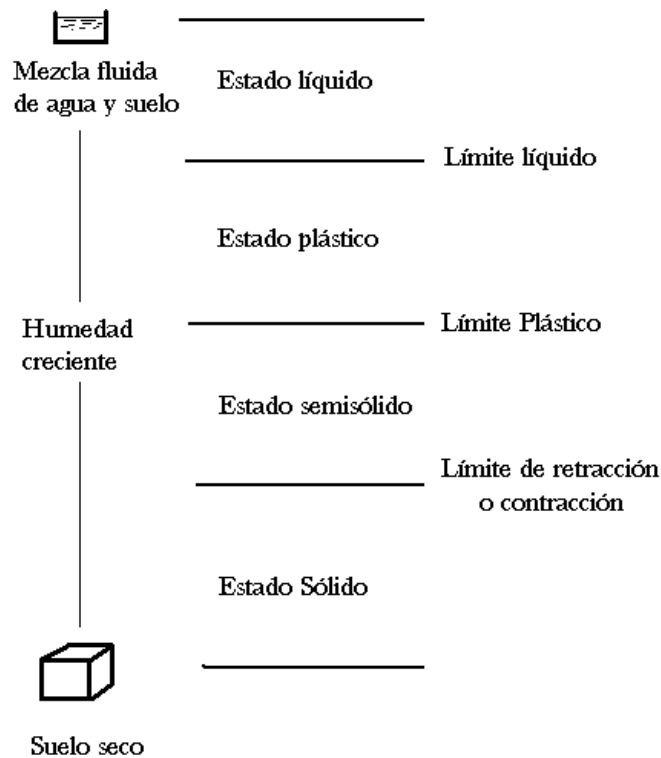 Mezcla fluida
de agua y suelo
Estado líquido
Límite líquido
Estado plástico
Humedad
creciente
Límite Plástico
Estado semisólido
Límite de retracción
o contracción
Estado Sólido
Suelo seco